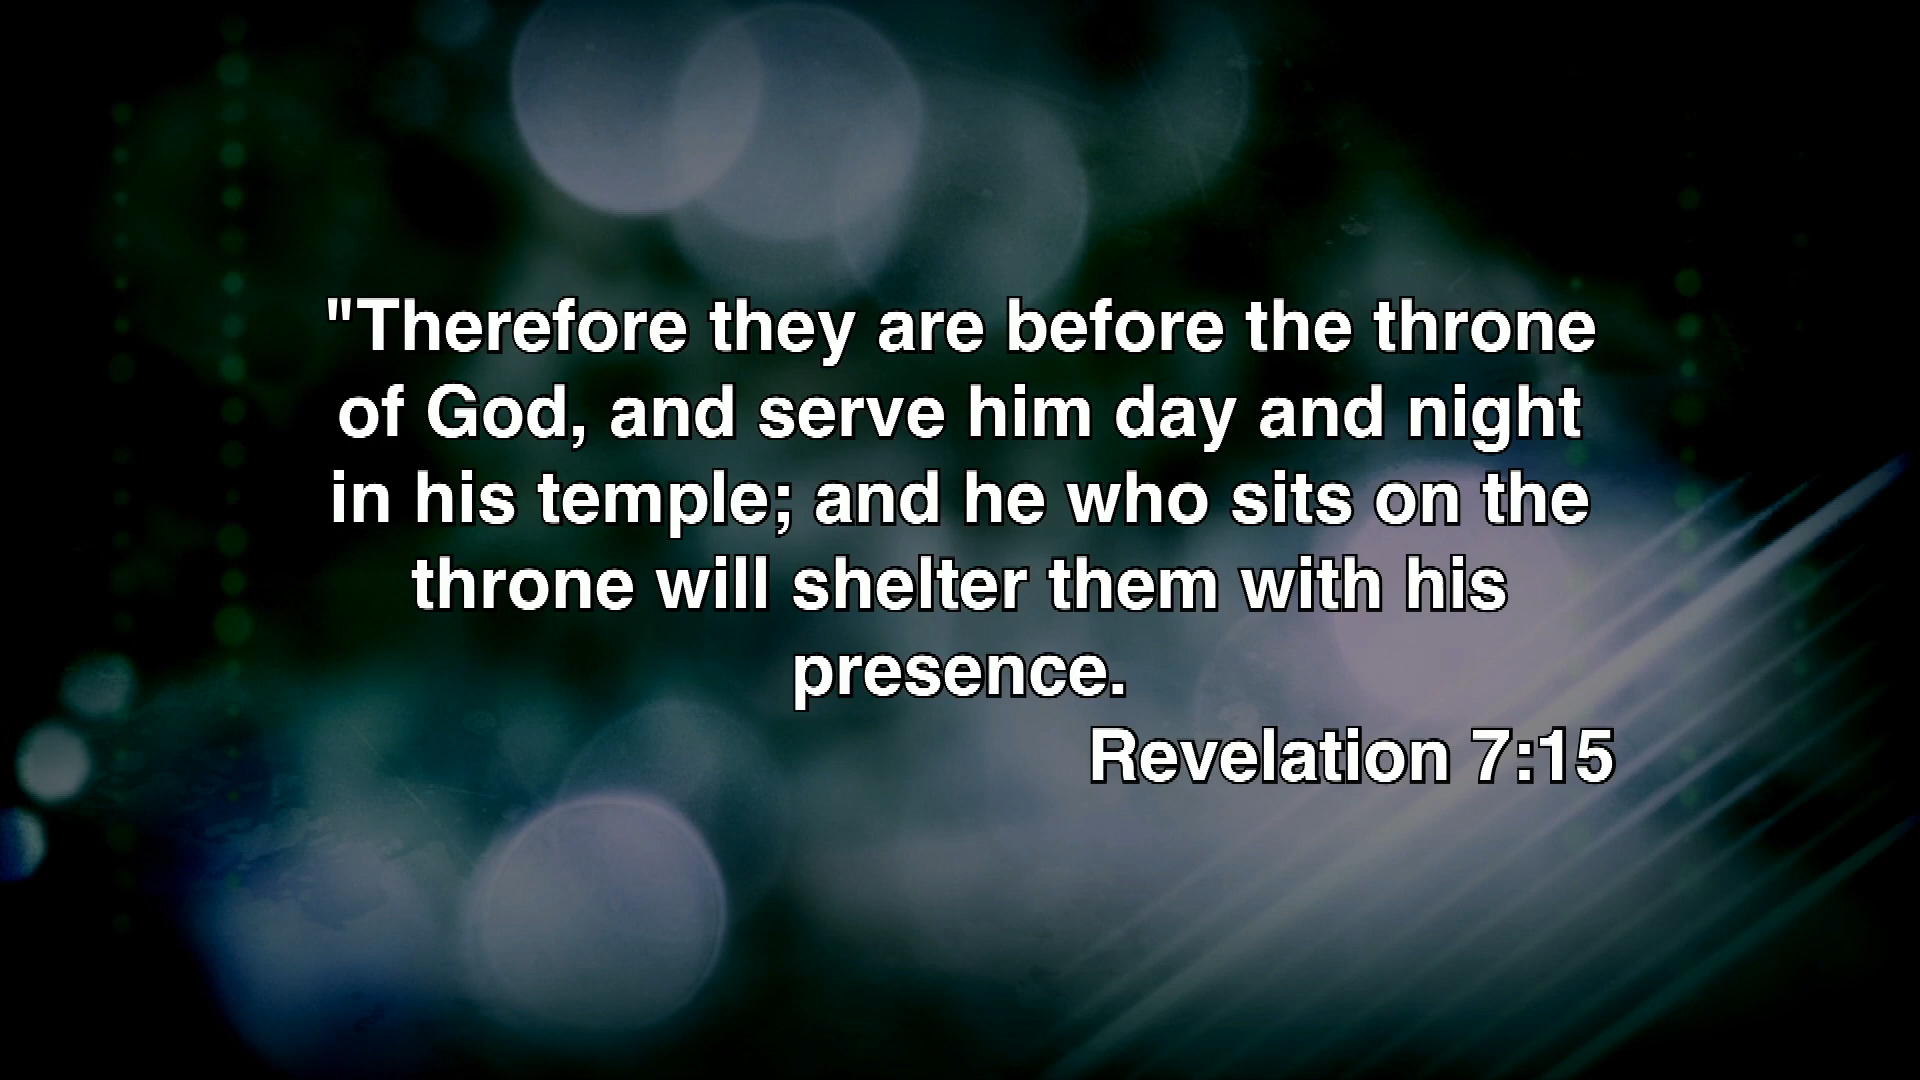 "Therefore they are before the throne
of God, and serve him day and night
in his temple; and he who sits on the
throne will shelter them with his
presence.
Revelation 7:15